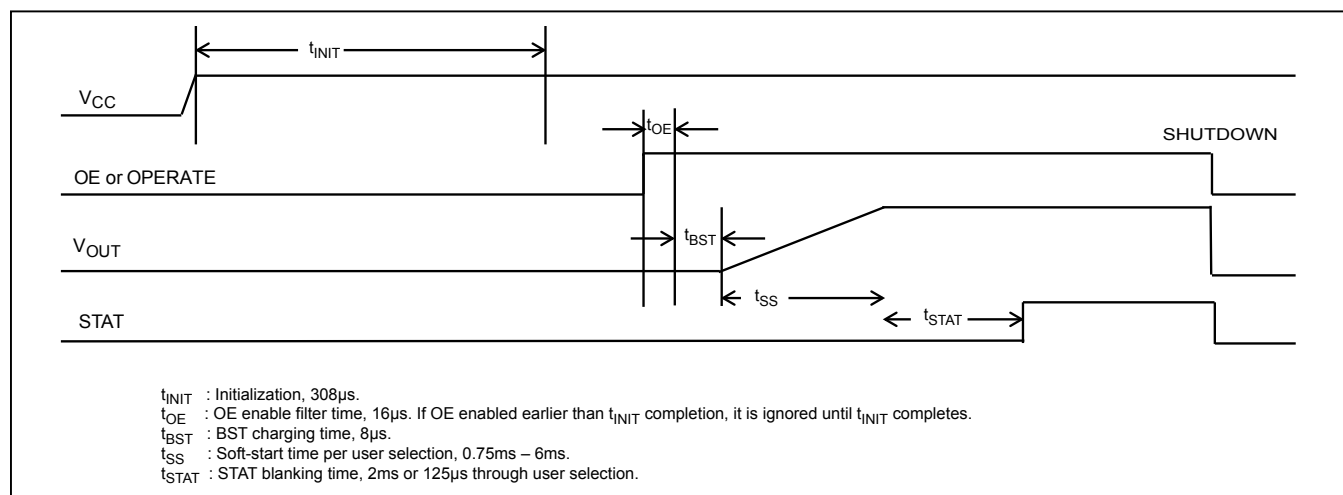 tINIT
VCC
tOE
SHUTDOWN
OE or OPERATE
tBST
VOUT
tSS
tSTAT
STAT
tINIT : Initialization, 308µs.
tOE : OE enable filter time, 16µs. If OE enabled earlier than tINIT completion, it is ignored until tINIT completes.
tBST : BST charging time, 8µs.
tSS : Soft-start time per user selection, 0.75ms – 6ms.
tSTAT : STAT blanking time, 2ms or 125µs through user selection.